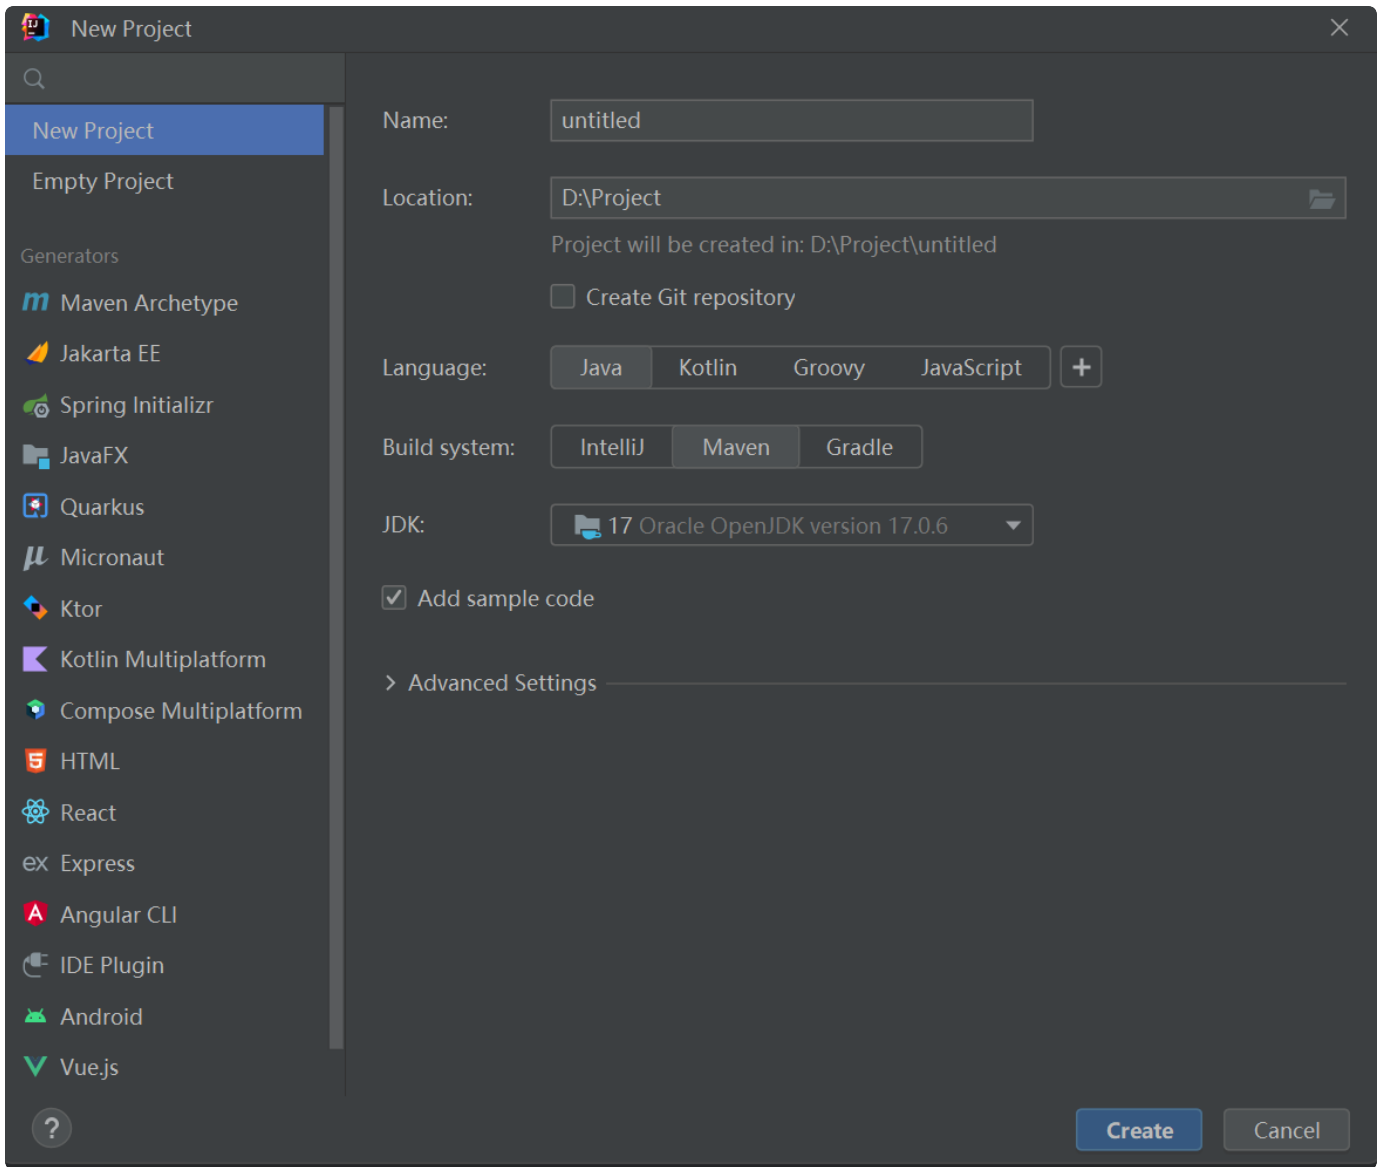 New Project
New Project
Empty Project
Generators
Maven Archetype
Jakarta EE
Spring Initializr
JavaFX
Quarkus
Micronaut
Ktor
Kotlin Multiplatform
Compose Multiplatform
HTML
React
ex Express
Angular CLI
IDE Plugin
Android
Vue.js
Name: untitled
Location: D:\Project
Project will be created in: D:\Project\untitled
Create Git repository
Language: Java Kotlin Groovy JavaScript +
Build system: IntelliJ Maven Gradle
JDK: 17 Oracle OpenJDK version 17.0.6
Add sample code
Advanced Settings
? Create Cancel